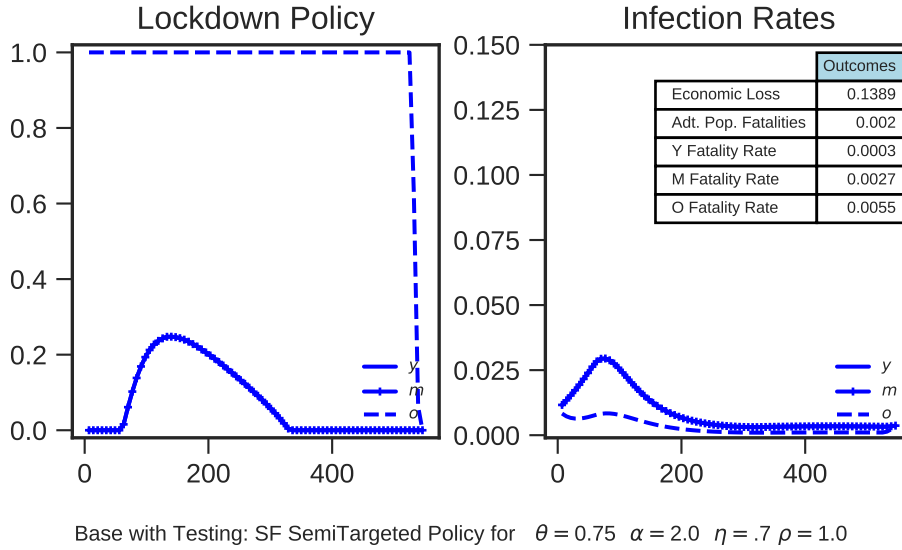 Lockdown Policy
1.0
0.8
0.6
0.4
0.2
0.0
0 200 400
y
m
o
Infection Rates
0.150
0.125
0.100
0.075
0.050
0.025
0.000
0 200 400
Outcomes
Economic Loss 0.1389
Adt. Pop. Fatalities 0.002
Y Fatality Rate 0.0003
M Fatality Rate 0.0027
O Fatality Rate 0.0055
y
m
o
Base with Testing: SF SemiTargeted Policy for θ = 0.75 α = 2.0 η = .7 ρ = 1.0